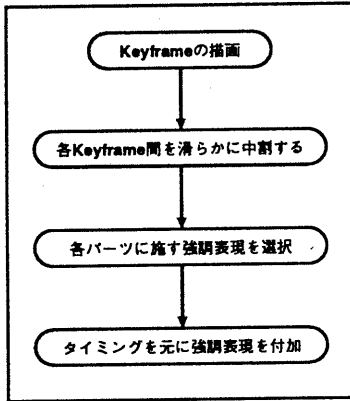 Keyframeの描画
各Keyframe間を滑らかに中割する
各パーツに施す強調表現を選択
タイミングを元に強調表現を付加